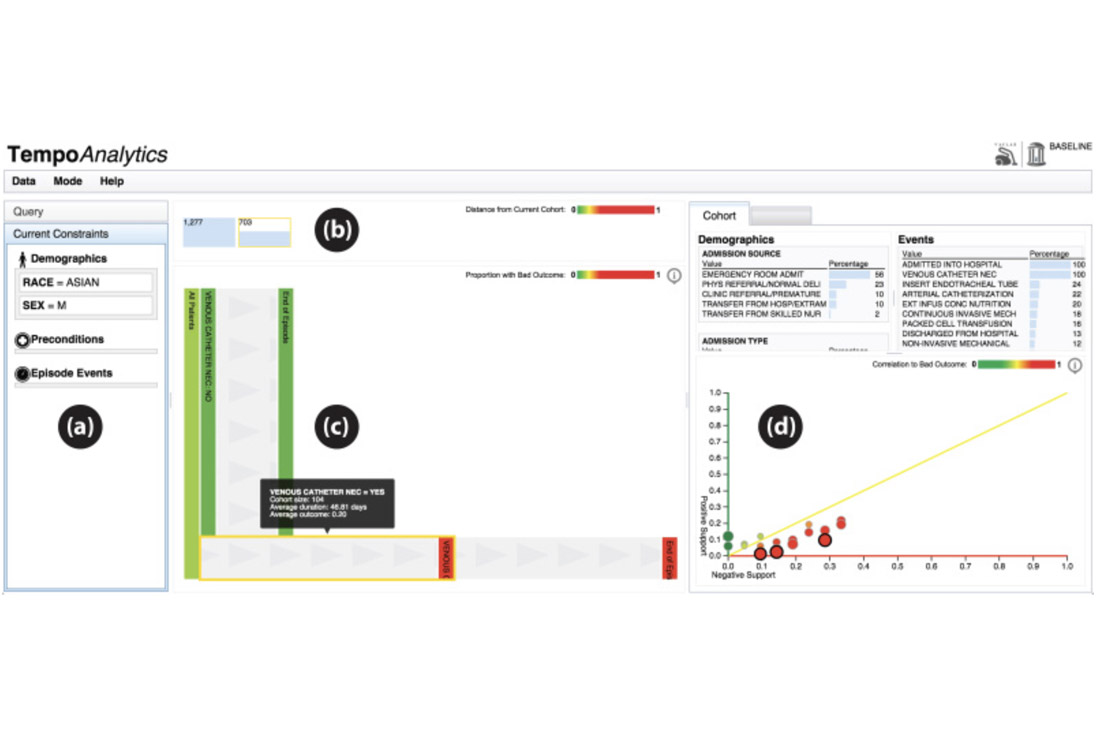 TempoAnalytics
BASELINE
Data Mode Help
Query
Current Constraints
Demographics
RACE = ASIAN
SEX = M
Preconditions
Episode Events
(a)
1,277
703
(b)
Distance from Current Cohort: 0 1
Proportion with Bad Outcome: 0 1
All Patients
VENOUS CATHETER NEC: NO
End of Episode
(c)
VENOUS CATHETER NEC = YES
Cohort size: 104
Average duration: 46.61 days
Average outcome: 0.20
VENOUS
End of Epis
Cohort
Demographics
ADMISSION SOURCE
Value Percentage
EMERGENCY ROOM ADMIT 56
PHYS REFERRAL/NORMAL DELI 23
CLINIC REFERRAL/PREMATURE 10
TRANSFER FROM HOSP/EXTRAM 10
TRANSFER FROM SKILLED NUR 2
ADMISSION TYPE
Value Percentage
Events
Value Percentage
ADMITTED INTO HOSPITAL 100
VENOUS CATHETER NEC 100
INSERT ENDOTRACHEAL TUBE 24
ARTERIAL CATHETERIZATION 22
EXT INFUS CONC NUTRITION 20
CONTINUOUS INVASIVE MECH 18
PACKED CELL TRANSFUSION 16
DISCHARGED FROM HOSPITAL 13
NON-INVASIVE MECHANICAL 12
Correlation to Bad Outcome: 0 1
(d)
1.0
0.9
0.8
0.7
0.6
0.5
0.4
0.3
0.2
0.1
0.0
Positive Support
0.0 0.1 0.2 0.3 0.4 0.5 0.6 0.7 0.8 0.9 1.0
Negative Support